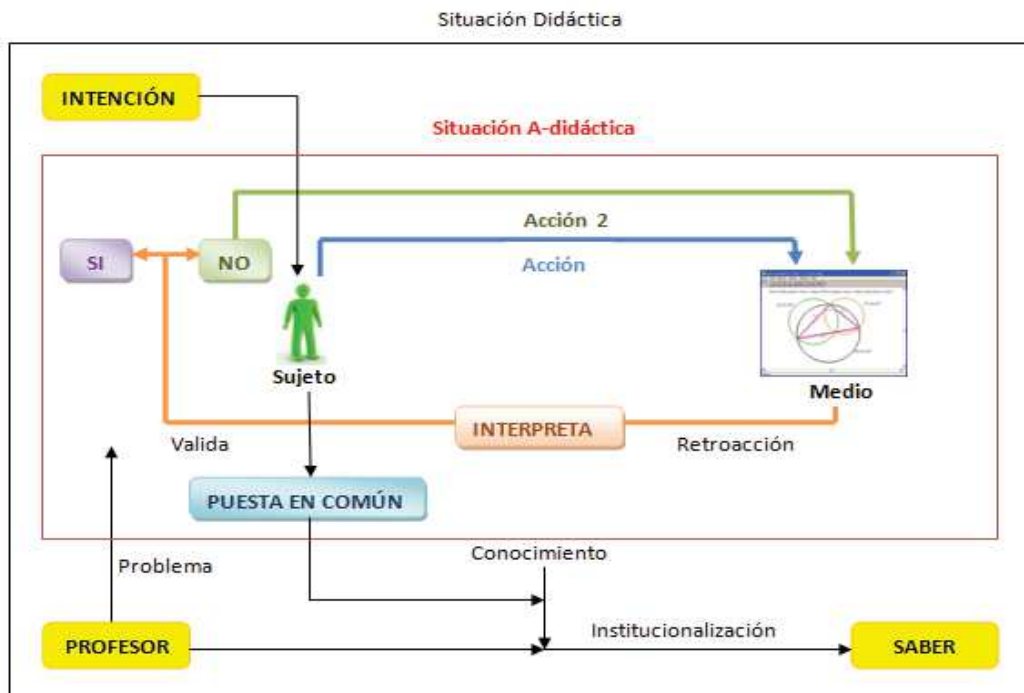 Situación Didáctica
INTENCIÓN
Situación A-didáctica
Acción 2
SI
NO
Acción
Sujeto
Medio
INTERPRETA
Valida
Retroacción
PUESTA EN COMÚN
Conocimiento
Problema
Institucionalización
PROFESOR
SABER